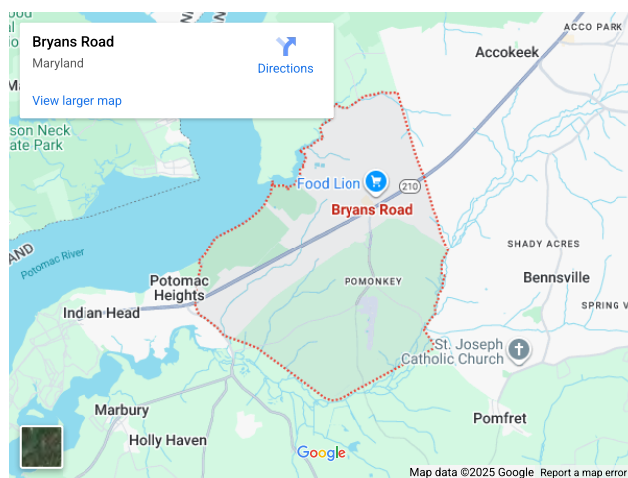 ACCO PARK
Bryans Road
Maryland
Directions
View larger map
Accokeek
son Neck
ate Park
Food Lion
210
Bryans Road
AND
Potomac River
SHADY ACRES
Potomac
Heights
POMONKEY
Bennsville
Indian Head
SPRING V
St. Joseph
Catholic Church
Marbury
Pomfret
Holly Haven
Google
Map data ©2025 Google
Report a map error